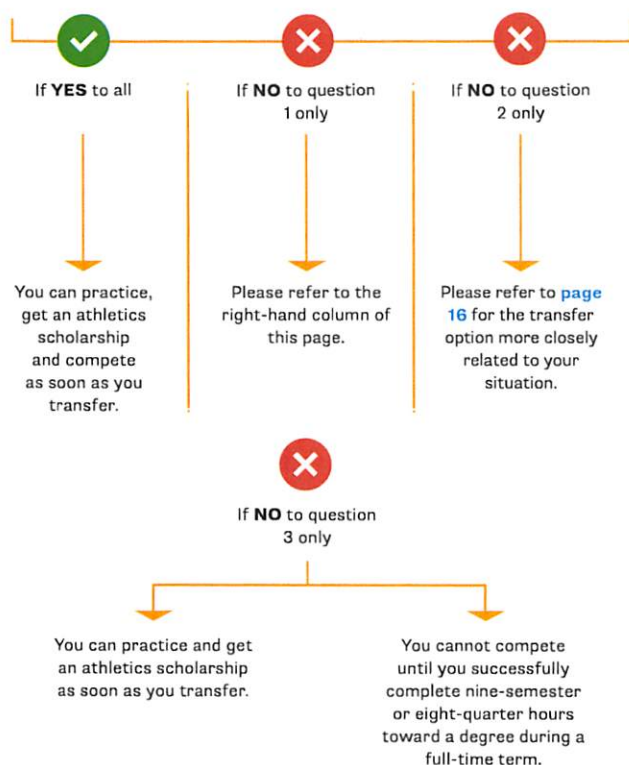 If YES to all
You can practice,
get an athletics
scholarship
and compete
as soon as you
transfer.
If NO to question
1 only
Please refer to the
right-hand column of
this page.
If NO to question
2 only
Please refer to page
16 for the transfer
option more closely
related to your
situation.
If NO to question
3 only
You can practice and get
an athletics scholarship
as soon as you transfer.
You cannot compete
until you successfully
complete nine-semester
or eight-quarter hours
toward a degree during a
full-time term.